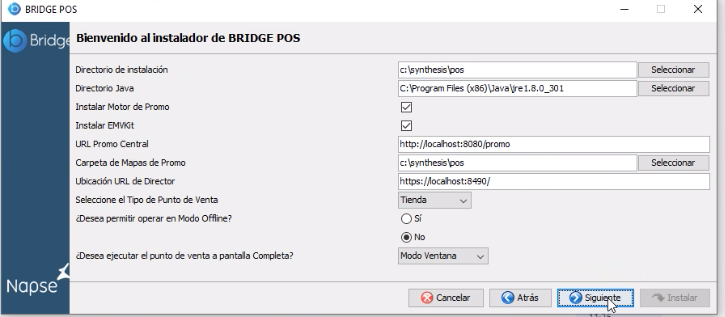 BRIDGE POS
Bridge
Bienvenido al instalador de BRIDGE POS
Directorio de instalación c:\synthesis\pos Seleccionar
Directorio Java C:\Program Files (x86)\Java\jre1.8.0_301 Seleccionar
Instalar Motor de Promo
Instalar EMVKit
URL Promo Central http://localhost:8080/promo
Carpeta de Mapas de Promo c:\synthesis\pos Seleccionar
Ubicación URL de Director https://localhost:8490/
Seleccione el Tipo de Punto de Venta Tienda
¿Desea permitir operar en Modo Offline? Sí
No
¿Desea ejecutar el punto de venta a pantalla Completa? Modo Ventana
Napse
Cancelar Atrás Siguiente Instalar